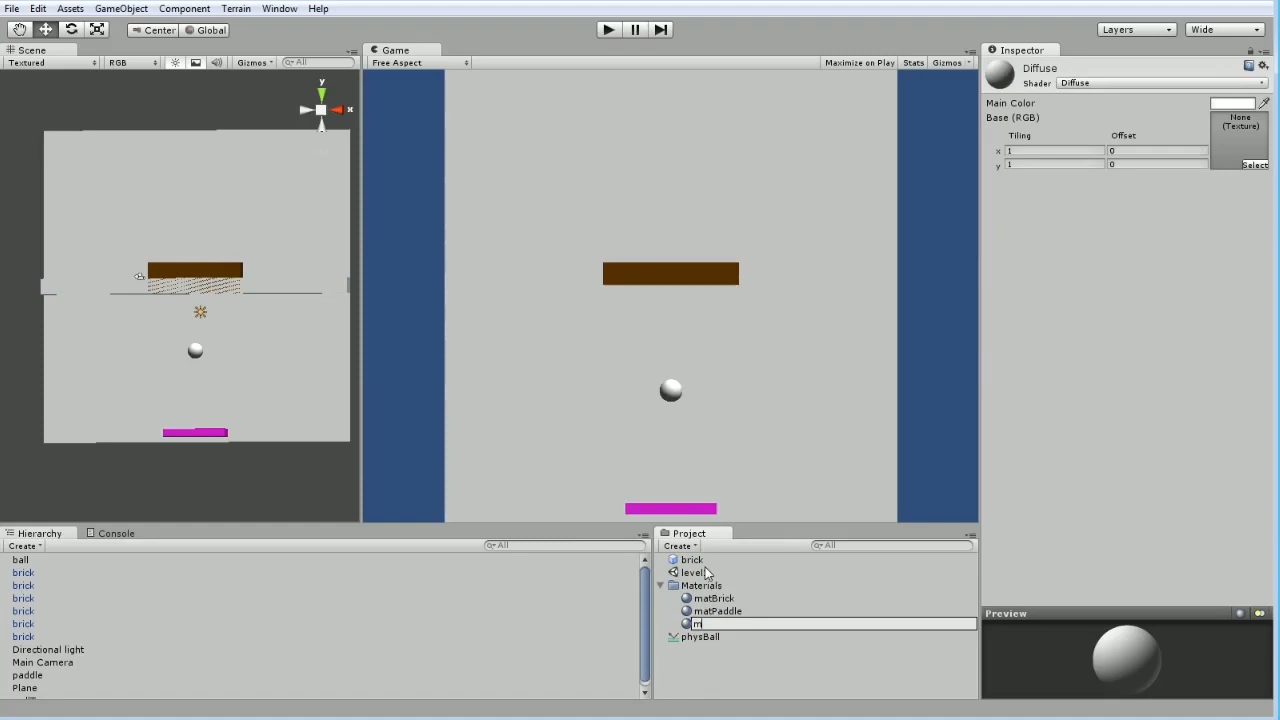 File Edit Assets GameObject Component Terrain Window Help
Center Global Layers Wide
Scene Game Inspector
Textured RGB Gizmos All Free Aspect Maximize on Play Stats Gizmos
Diffuse
Shader Diffuse
Main Color
Base (RGB)
None
(Texture)
Tiling Offset
x 1 0
y 1 0
Select
y
x
Hierarchy Console Project
Create All Create All
ball
brick
brick
brick
brick
brick
brick
Directional light
Main Camera
paddle
Plane
brick
level
Materials
matBrick
matPaddle
m
physBall
Preview